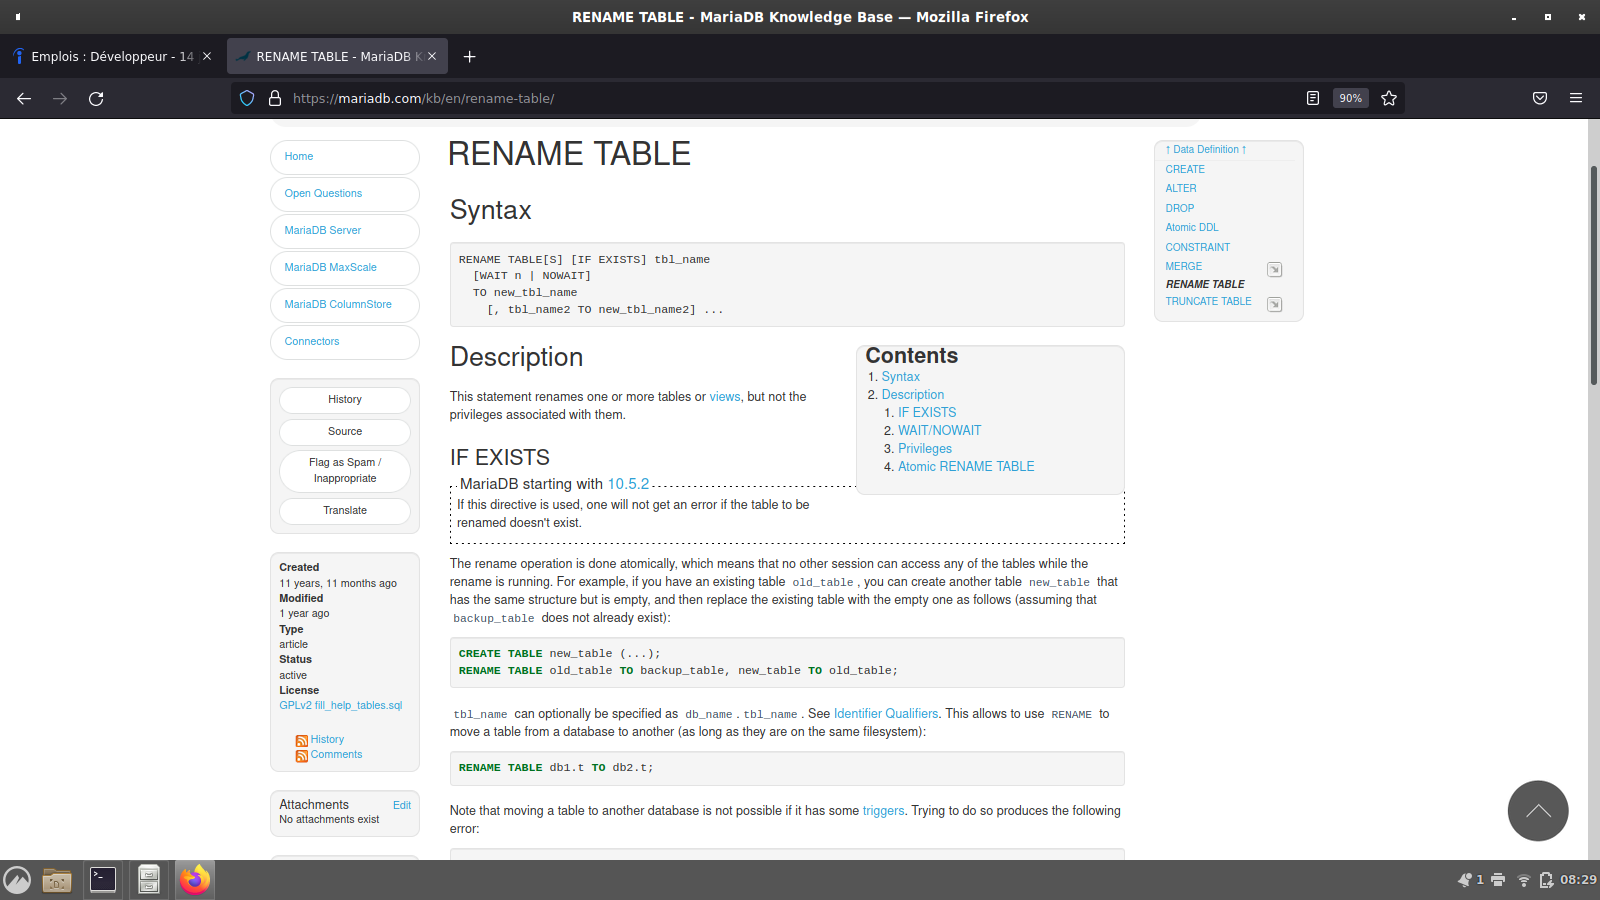 RENAME TABLE - MariaDB Knowledge Base — Mozilla Firefox
Emplois : Développeur - 14
RENAME TABLE - MariaDB K
https://mariadb.com/kb/en/rename-table/
90%
Home
Open Questions
MariaDB Server
MariaDB MaxScale
MariaDB ColumnStore
Connectors
History
Source
Flag as Spam /
Inappropriate
Translate
Created
11 years, 11 months ago
Modified
1 year ago
Type
article
Status
active
License
GPLv2 fill_help_tables.sql
History
Comments
Attachments Edit
No attachments exist
RENAME TABLE
Syntax
RENAME TABLE[S] [IF EXISTS] tbl_name
[WAIT n | NOWAIT]
TO new_tbl_name
[, tbl_name2 TO new_tbl_name2] ...
Description
This statement renames one or more tables or views, but not the
privileges associated with them.
Contents
1. Syntax
2. Description
1. IF EXISTS
2. WAIT/NOWAIT
3. Privileges
4. Atomic RENAME TABLE
IF EXISTS
MariaDB starting with 10.5.2
If this directive is used, one will not get an error if the table to be
renamed doesn't exist.
The rename operation is done atomically, which means that no other session can access any of the tables while the
rename is running. For example, if you have an existing table old_table , you can create another table new_table that
has the same structure but is empty, and then replace the existing table with the empty one as follows (assuming that
backup_table does not already exist):
CREATE TABLE new_table (...);
RENAME TABLE old_table TO backup_table, new_table TO old_table;
tbl_name can optionally be specified as db_name . tbl_name . See Identifier Qualifiers. This allows to use RENAME to
move a table from a database to another (as long as they are on the same filesystem):
RENAME TABLE db1.t TO db2.t;
Note that moving a table to another database is not possible if it has some triggers. Trying to do so produces the following
error:
↑ Data Definition ↑
CREATE
ALTER
DROP
Atomic DDL
CONSTRAINT
MERGE
RENAME TABLE
TRUNCATE TABLE
1
08:29